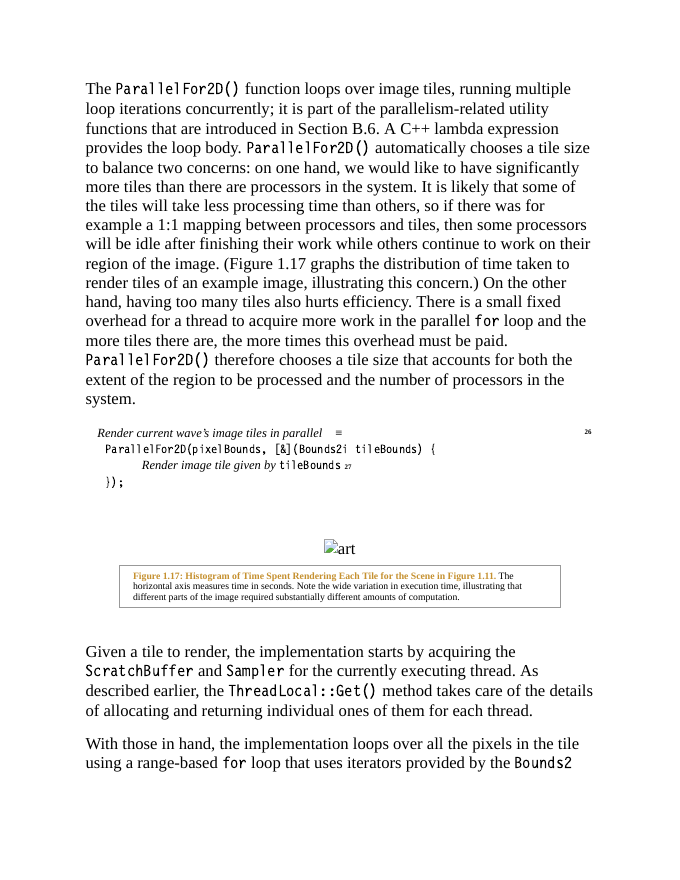 The ParallelFor2D() function loops over image tiles, running multiple
loop iterations concurrently; it is part of the parallelism-related utility
functions that are introduced in Section B.6. A C++ lambda expression
provides the loop body. ParallelFor2D() automatically chooses a tile size
to balance two concerns: on one hand, we would like to have significantly
more tiles than there are processors in the system. It is likely that some of
the tiles will take less processing time than others, so if there was for
example a 1:1 mapping between processors and tiles, then some processors
will be idle after finishing their work while others continue to work on their
region of the image. (Figure 1.17 graphs the distribution of time taken to
render tiles of an example image, illustrating this concern.) On the other
hand, having too many tiles also hurts efficiency. There is a small fixed
overhead for a thread to acquire more work in the parallel for loop and the
more tiles there are, the more times this overhead must be paid.
ParallelFor2D() therefore chooses a tile size that accounts for both the
extent of the region to be processed and the number of processors in the
system.
Render current wave’s image tiles in parallel ≡ 26
ParallelFor2D(pixelBounds, [&](Bounds2i tileBounds) {
Render image tile given by tileBounds 27
});
art
Figure 1.17: Histogram of Time Spent Rendering Each Tile for the Scene in Figure 1.11. The
horizontal axis measures time in seconds. Note the wide variation in execution time, illustrating that
different parts of the image required substantially different amounts of computation.
Given a tile to render, the implementation starts by acquiring the
ScratchBuffer and Sampler for the currently executing thread. As
described earlier, the ThreadLocal::Get() method takes care of the details
of allocating and returning individual ones of them for each thread.
With those in hand, the implementation loops over all the pixels in the tile
using a range-based for loop that uses iterators provided by the Bounds2